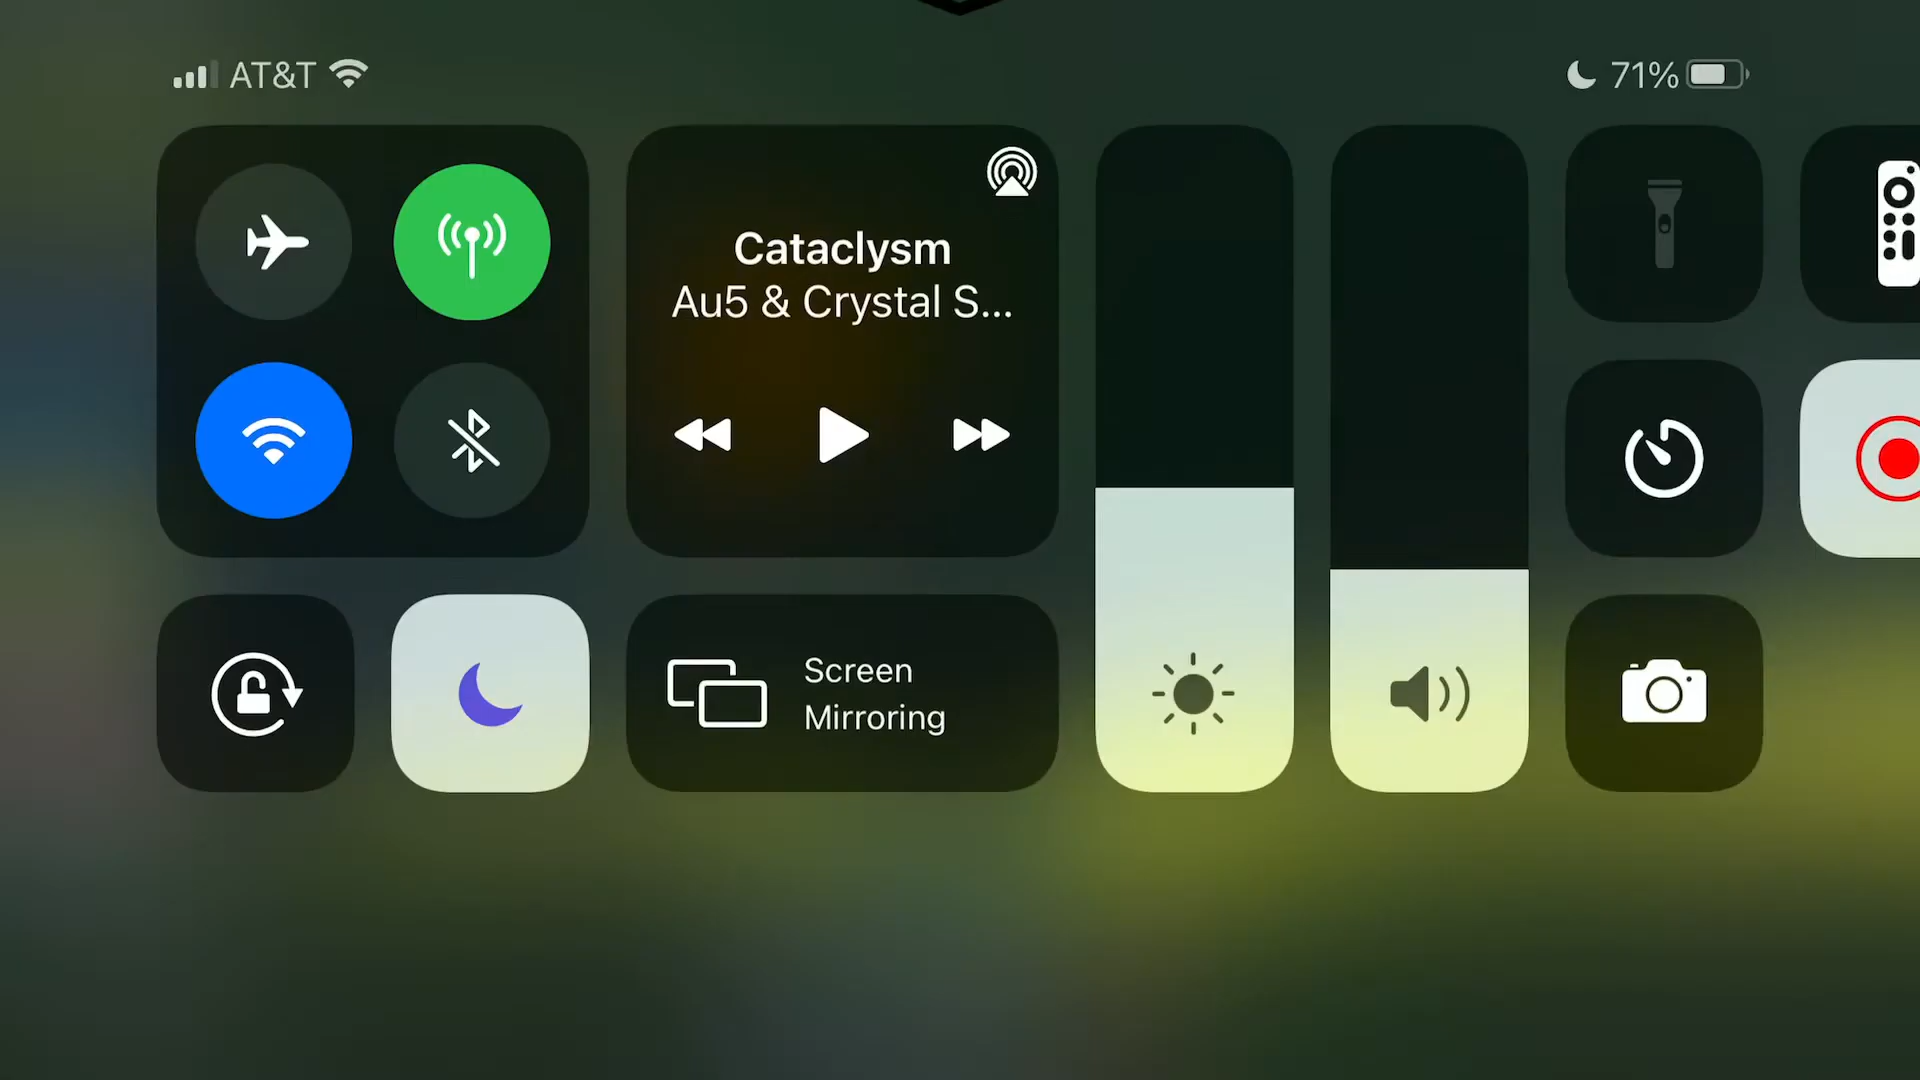 AT&T
71%
Cataclysm
Au5 & Crystal S...
Screen
Mirroring